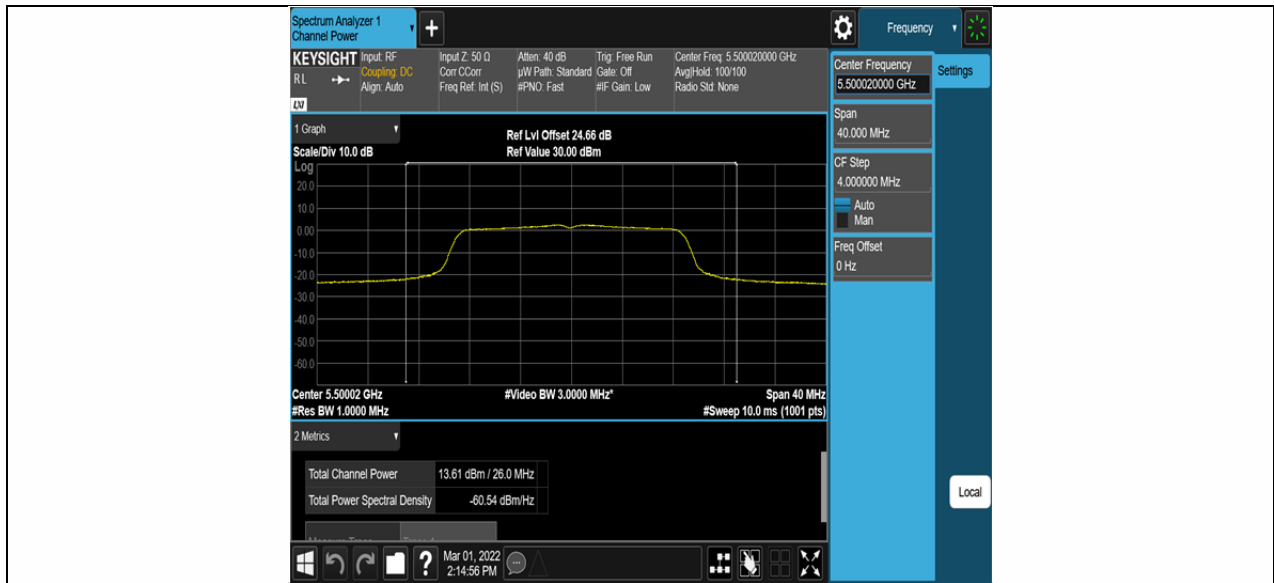 Spectrum Analyzer 1
Channel Power
+
Frequency
KEYSIGHT
RL
LXI
Input: RF
Coupling: DC
Align: Auto
Input Z: 50 Ω
Corr CCorr
Freq Ref: Int (S)
Atten: 40 dB
µW Path: Standard
#PNO: Fast
Trig: Free Run
Gate: Off
#IF Gain: Low
Center Freq: 5.500020000 GHz
Avg|Hold: 100/100
Radio Std: None
Center Frequency
5.500020000 GHz
Settings
Span
40.000 MHz
CF Step
4.000000 MHz
Auto
Man
Freq Offset
0 Hz
1 Graph
Scale/Div 10.0 dB
Ref Lvl Offset 24.66 dB
Ref Value 30.00 dBm
Log
20.0
10.0
0.00
-10.0
-20.0
-30.0
-40.0
-50.0
-60.0
Center 5.50002 GHz
#Video BW 3.0000 MHz*
Span 40 MHz
#Res BW 1.0000 MHz
#Sweep 10.0 ms (1001 pts)
2 Metrics
Total Channel Power 13.61 dBm / 26.0 MHz
Total Power Spectral Density -60.54 dBm/Hz
Local
?
Mar 01, 2022
2:14:56 PM